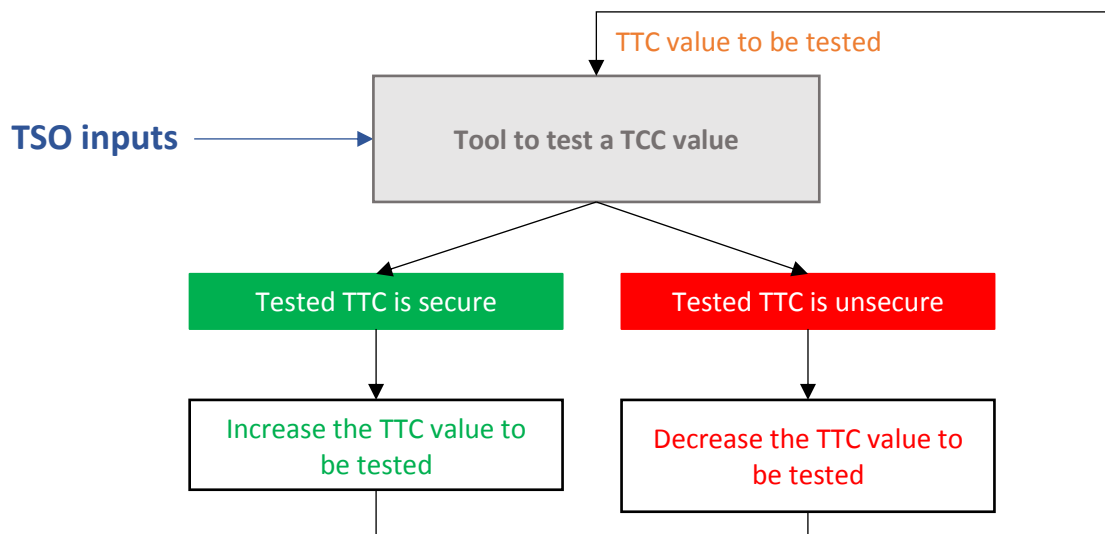 TTC value to be tested
TSO inputs
Tool to test a TCC value
Tested TTC is secure
Tested TTC is unsecure
Increase the TTC value to
be tested
Decrease the TTC value to
be tested